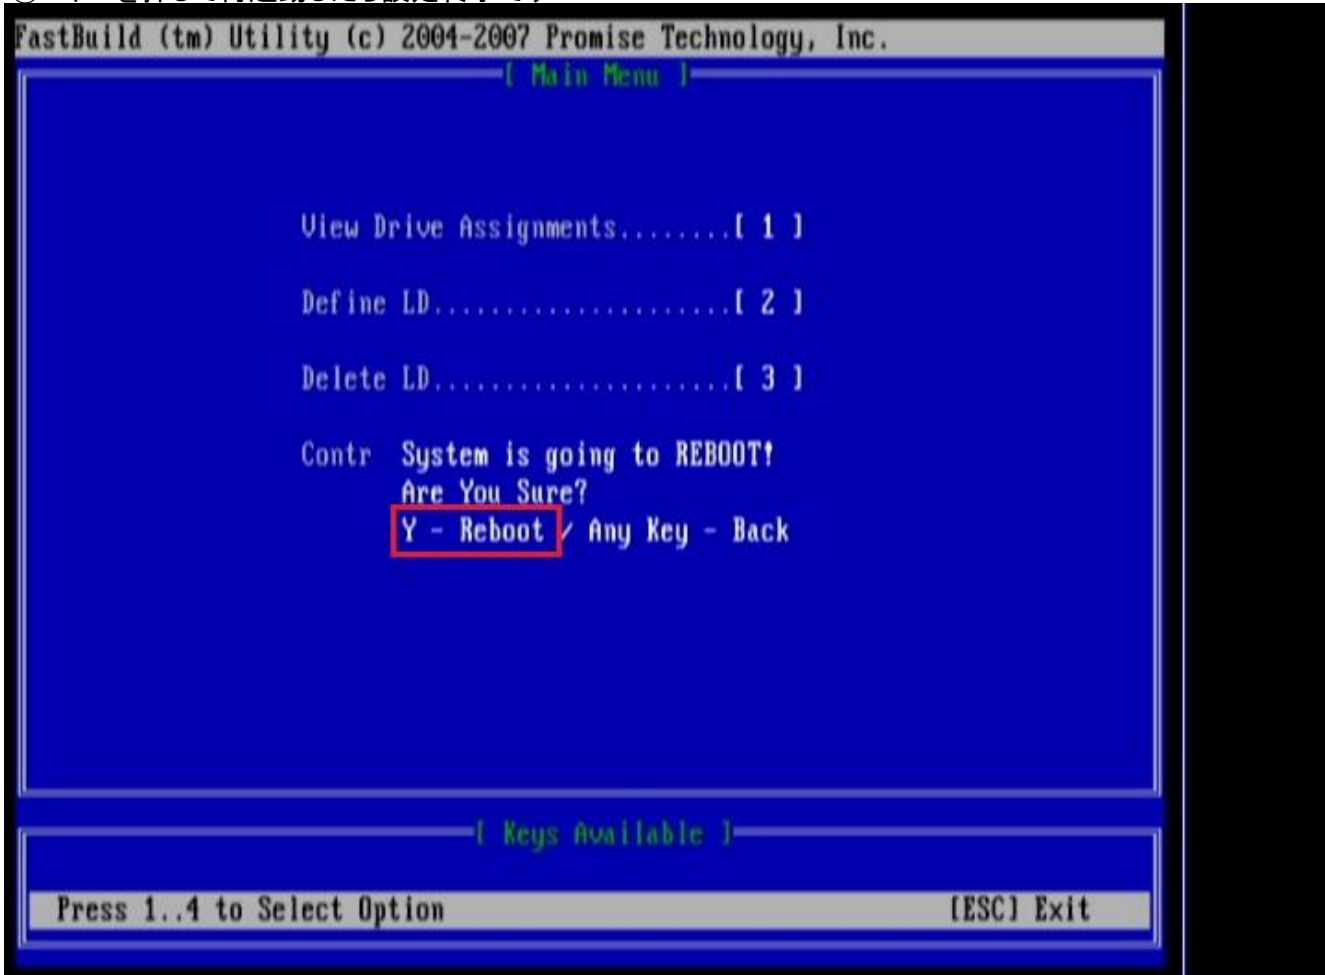 FastBuild (tm) Utility (c) 2004-2007 Promise Technology, Inc.
[ Main Menu ]
View Drive Assignments........[ 1 ]
Define LD.....................[ 2 ]
Delete LD.....................[ 3 ]
Contr System is going to REBOOT!
Are You Sure?
Y - Reboot / Any Key - Back
[ Keys Available ]
Press 1..4 to Select Option [ESC] Exit